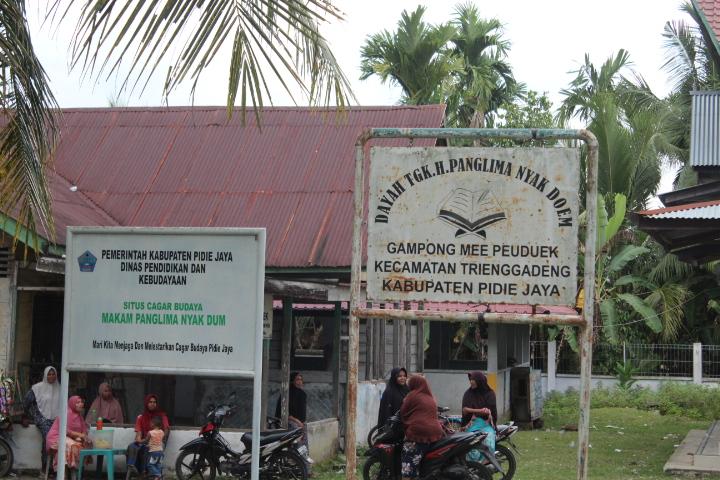 PEMERINTAH KABUPATEN PIDIE JAYA
DINAS PENDIDIKAN DAN
KEBUDAYAAN
SITUS CAGAR BUDAYA
MAKAM PANGLIMA NYAK DUM
Mari Kita Menjaga Dan Melestarikan Cagar Budaya Pidie Jaya
DAYAH TGK.H.PANGLIMA NYAK DOEM
GAMPONG MEE PEUDUEK
KECAMATAN TRIENGGADENG
KABUPATEN PIDIE JAYA